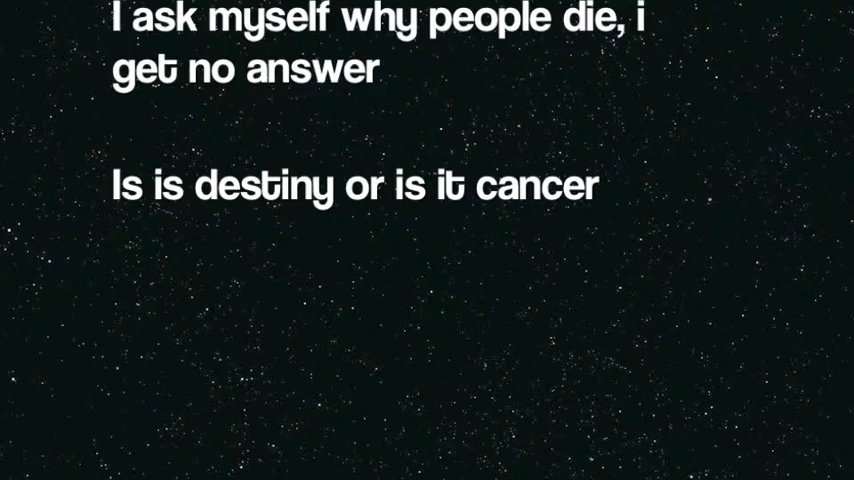 I ask myself why people die, i
get no answer
Is is destiny or is it cancer